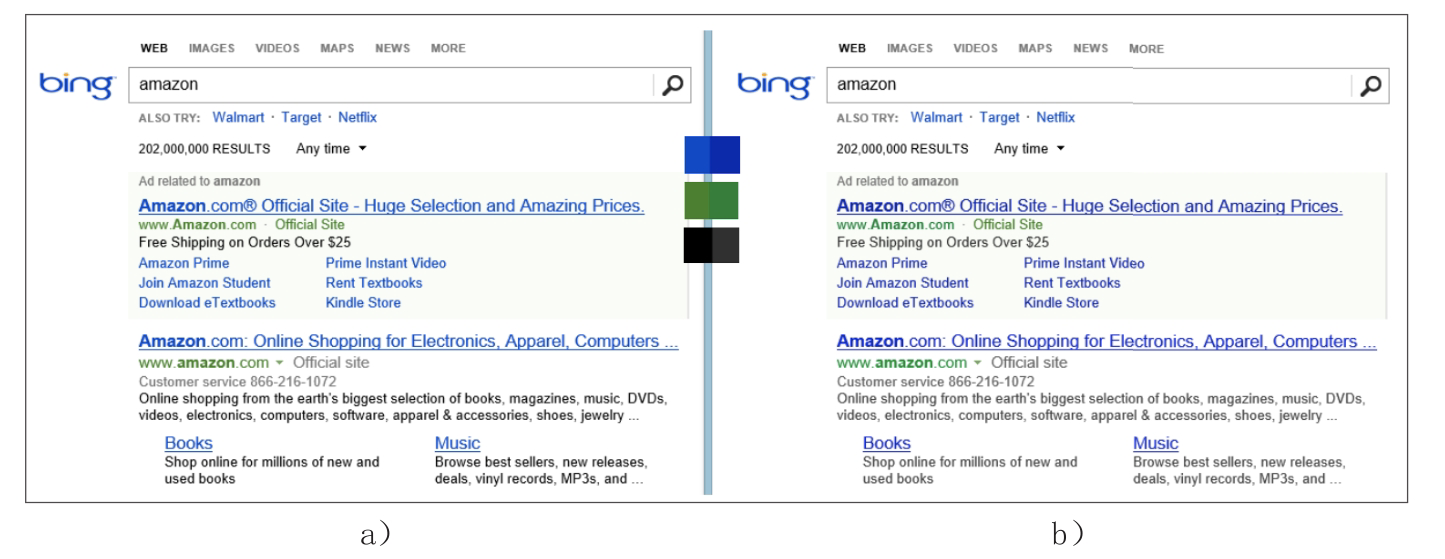 WEB IMAGES VIDEOS MAPS NEWS MORE
bing
amazon
ALSO TRY: Walmart · Target · Netflix
202,000,000 RESULTS Any time
Ad related to amazon
Amazon.com® Official Site - Huge Selection and Amazing Prices.
www.Amazon.com · Official Site
Free Shipping on Orders Over $25
Amazon Prime Prime Instant Video
Join Amazon Student Rent Textbooks
Download eTextbooks Kindle Store
Amazon.com: Online Shopping for Electronics, Apparel, Computers ...
www.amazon.com Official site
Customer service 866-216-1072
Online shopping from the earth's biggest selection of books, magazines, music, DVDs,
videos, electronics, computers, software, apparel & accessories, shoes, jewelry ...
Books Music
Shop online for millions of new and Browse best sellers, new releases,
used books deals, vinyl records, MP3s, and ...
a)
WEB IMAGES VIDEOS MAPS NEWS MORE
bing
amazon
ALSO TRY: Walmart · Target · Netflix
202,000,000 RESULTS Any time
Ad related to amazon
Amazon.com® Official Site - Huge Selection and Amazing Prices.
www.Amazon.com · Official Site
Free Shipping on Orders Over $25
Amazon Prime Prime Instant Video
Join Amazon Student Rent Textbooks
Download eTextbooks Kindle Store
Amazon.com: Online Shopping for Electronics, Apparel, Computers ...
www.amazon.com Official site
Customer service 866-216-1072
Online shopping from the earth's biggest selection of books, magazines, music, DVDs,
videos, electronics, computers, software, apparel & accessories, shoes, jewelry ...
Books Music
Shop online for millions of new and Browse best sellers, new releases,
used books deals, vinyl records, MP3s, and ...
b)